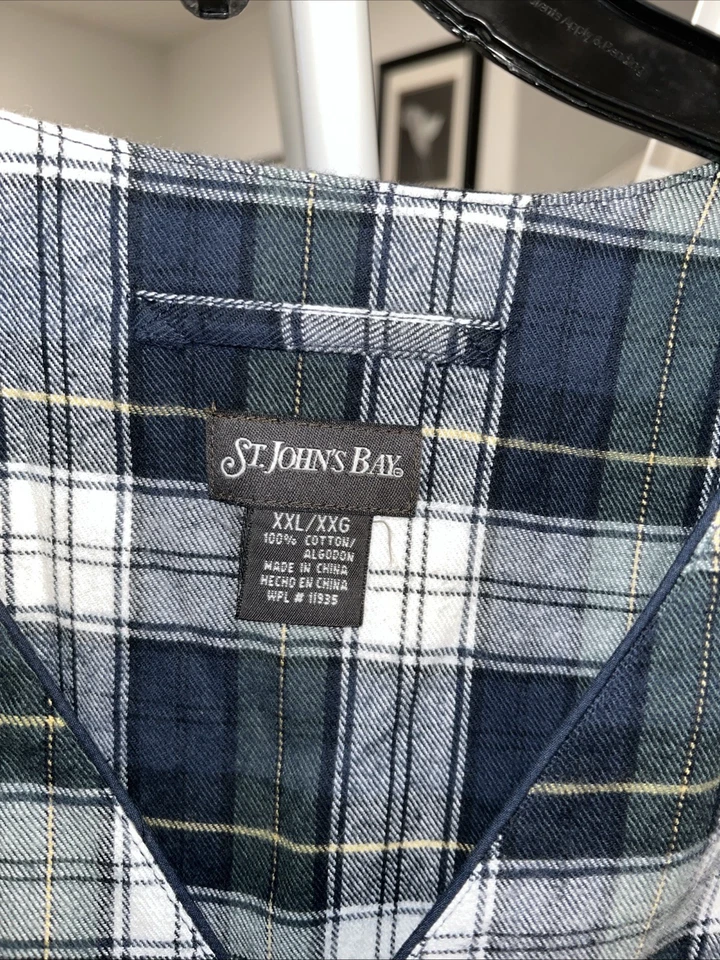 ST. JOHN'S BAY®
XXL/XXG
100% COTTON/
ALGODON
MADE IN CHINA
HECHO EN CHINA
WPL # 11935